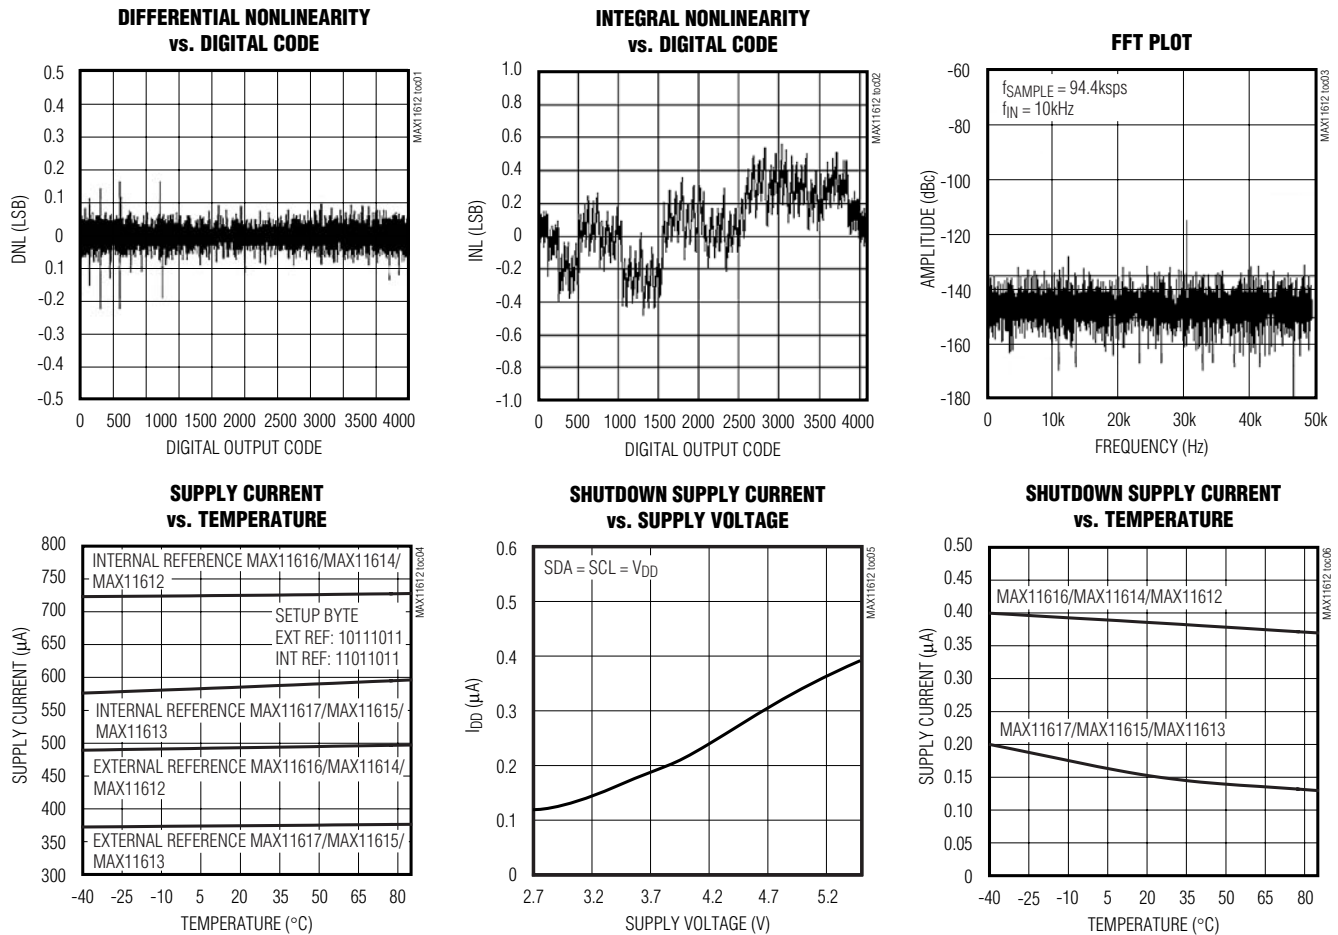 DIFFERENTIAL NONLINEARITY
vs. DIGITAL CODE
MAX11612 toc01
DNL (LSB)
0.5
0.4
0.3
0.2
0.1
0
0.1
-0.2
-0.3
-0.4
-0.5
0 500 1000 1500 2000 2500 3000 3500 4000
DIGITAL OUTPUT CODE
INTEGRAL NONLINEARITY
vs. DIGITAL CODE
MAX11612 toc02
INL (LSB)
1.0
0.8
0.6
0.4
0.2
0
-0.2
-0.4
-0.6
-0.8
-1.0
0 500 1000 1500 2000 2500 3000 3500 4000
DIGITAL OUTPUT CODE
FFT PLOT
MAX11612 toc03
fSAMPLE = 94.4ksps
fIN = 10kHz
AMPLITUDE (dBc)
-60
-80
-100
-120
-140
-160
-180
0 10k 20k 30k 40k 50k
FREQUENCY (Hz)
SUPPLY CURRENT
vs. TEMPERATURE
MAX11612 toc04
SUPPLY CURRENT (µA)
800
750
700
650
600
550
500
450
400
350
300
INTERNAL REFERENCE MAX11616/MAX11614/
MAX11612
SETUP BYTE
EXT REF: 10111011
INT REF: 11011011
INTERNAL REFERENCE MAX11617/MAX11615/
MAX11613
EXTERNAL REFERENCE MAX11616/MAX11614/
MAX11612
EXTERNAL REFERENCE MAX11617/MAX11615/
MAX11613
-40 -25 -10 5 20 35 50 65 80
TEMPERATURE (°C)
SHUTDOWN SUPPLY CURRENT
vs. SUPPLY VOLTAGE
MAX11612 toc05
SDA = SCL = VDD
IDD (µA)
0.6
0.5
0.4
0.3
0.2
0.1
0
2.7 3.2 3.7 4.2 4.7 5.2
SUPPLY VOLTAGE (V)
SHUTDOWN SUPPLY CURRENT
vs. TEMPERATURE
MAX11612 toc06
SUPPLY CURRENT (µA)
0.50
0.45
0.40
0.35
0.30
0.25
0.20
0.15
0.10
0.05
0
MAX11616/MAX11614/MAX11612
MAX11617/MAX11615/MAX11613
-40 -25 -10 5 20 35 50 65 80
TEMPERATURE (°C)